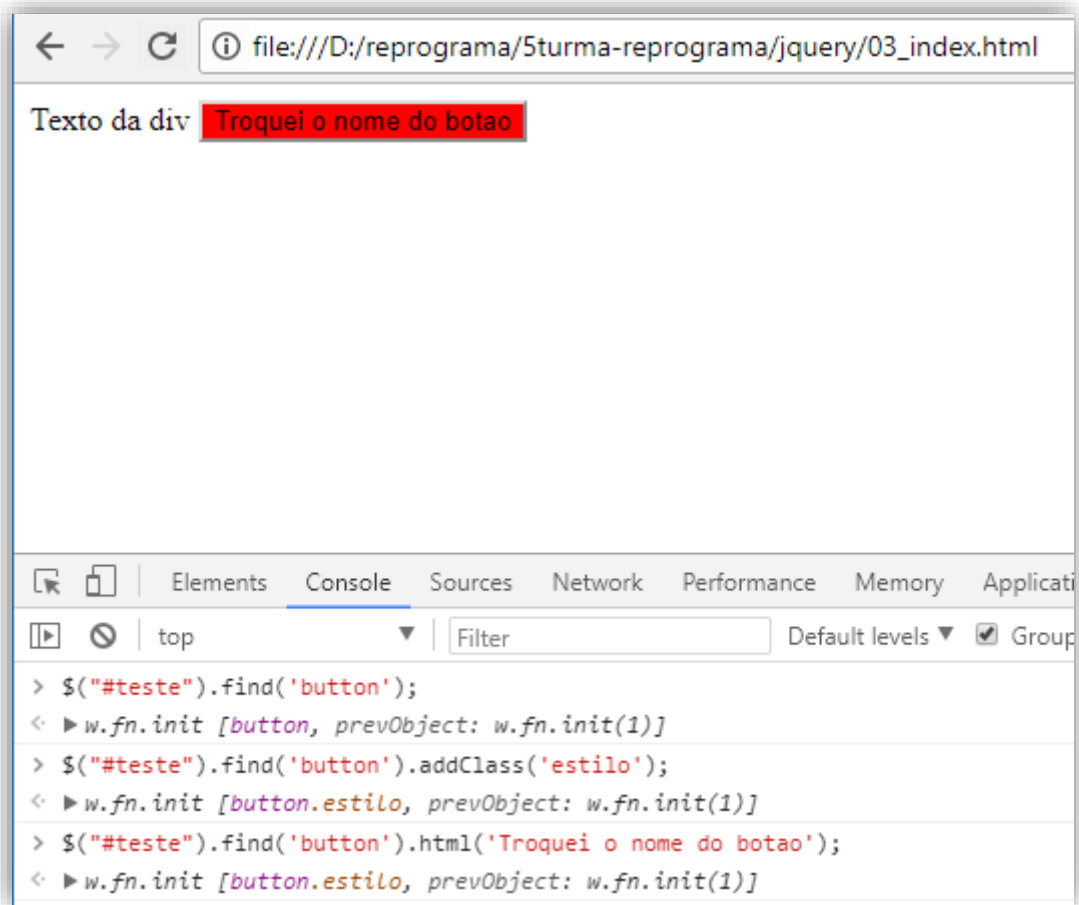 file:///D:/reprograma/5turma-reprograma/jquery/03_index.html
Texto da div Troquei o nome do botao
Elements Console Sources Network Performance Memory Applicati
top Filter Default levels Group
> $("#teste").find('button');
w.fn.init [button, prevObject: w.fn.init(1)]
> $("#teste").find('button').addClass('estilo');
w.fn.init [button.estilo, prevObject: w.fn.init(1)]
> $("#teste").find('button').html('Troquei o nome do botao');
w.fn.init [button.estilo, prevObject: w.fn.init(1)]